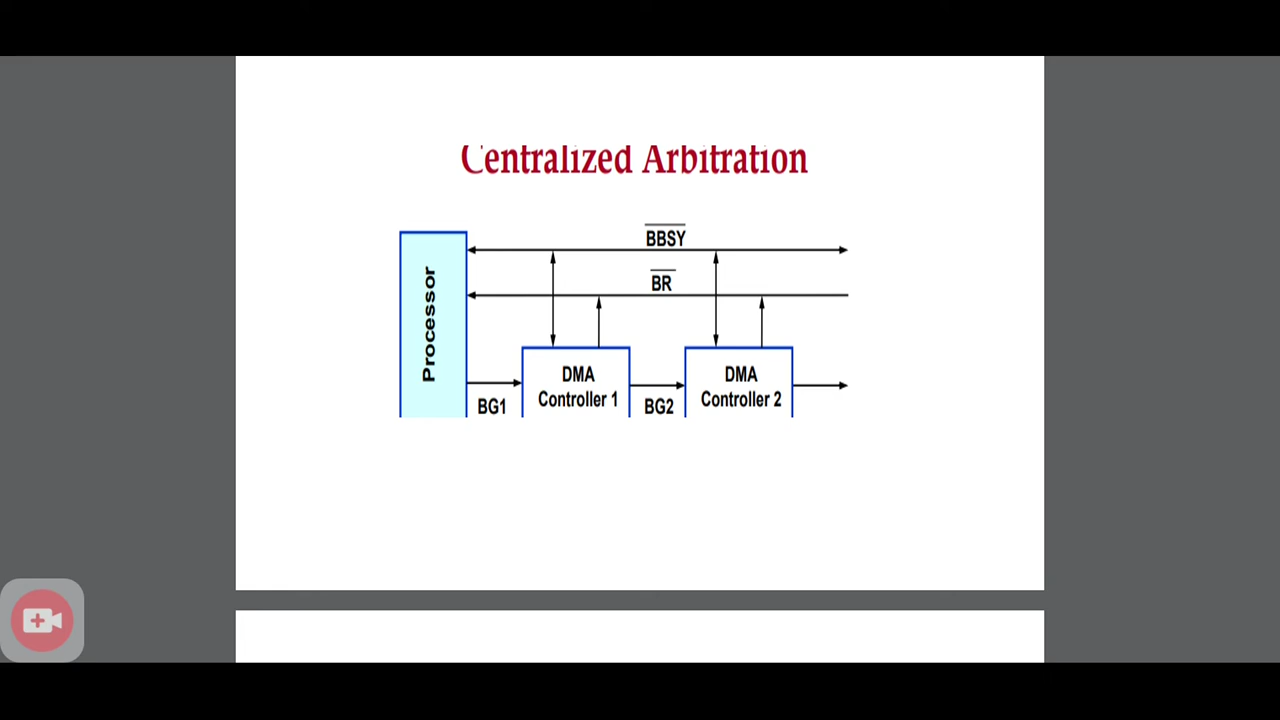 Centralized Arbitration
BBSY
BR
Processor
DMA
Controller 1
DMA
Controller 2
BG1
BG2